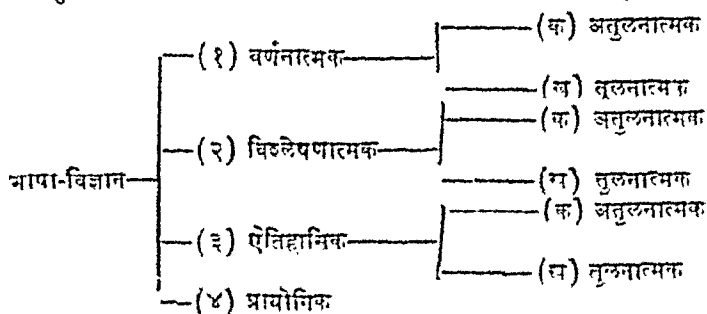 (क) अतुलनात्मक
(१) वर्णनात्मक
(ख) तुलनात्मक
(क) अतुलनात्मक
(२) विश्लेषणात्मक
भाषा-विज्ञान
(ख) तुलनात्मक
(क) अतुलनात्मक
(३) ऐतिहासिक
(ख) तुलनात्मक
(४) प्रायोगिक